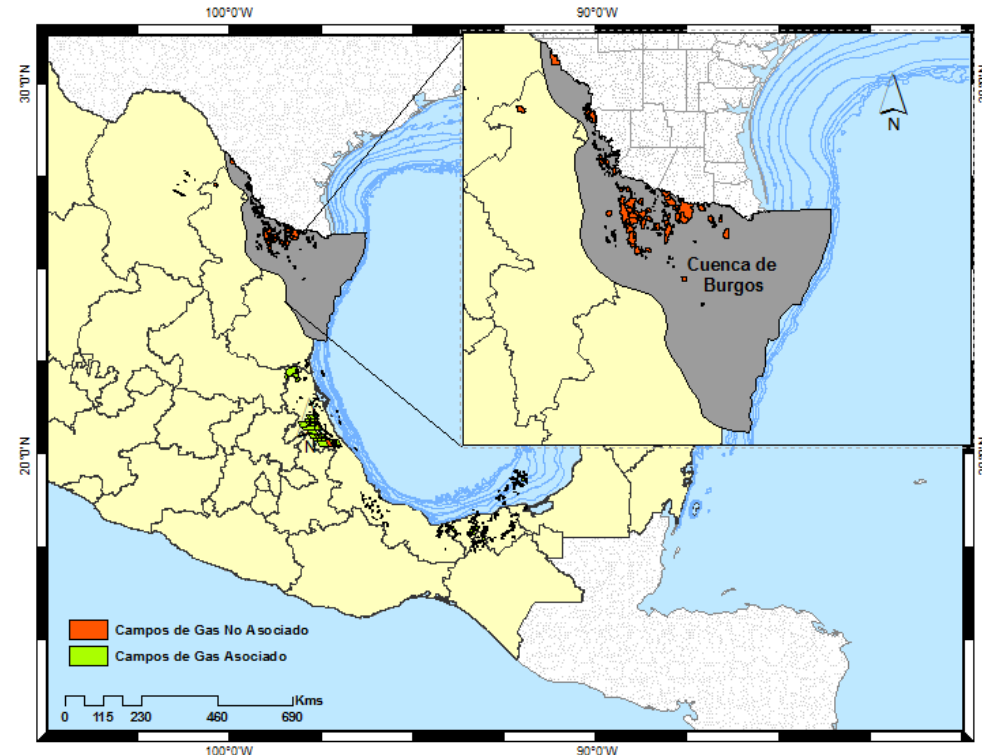 100°0'W
90°0'W
30°N
90°0'W
N
Cuenca de
Burgos
20°N
N
Campos de Gas No Asociado
Campos de Gas Asociado
Kms
0 115 230 460 690
100°0'W
90°0'W